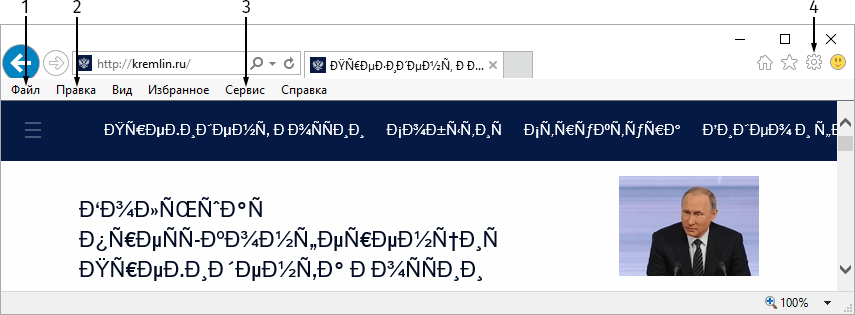 1 2 3 4
http://kremlin.ru/
ÐŸÑ€ÐµÐ·Ð¸Ð´ÐµÐ½Ñ‚ Ð Ð...
Файл Правка Вид Избранное Сервис Справка
ÐŸÑ€ÐµÐ·Ð¸Ð´ÐµÐ½Ñ‚ Ð Ð¾ÑÑÐ¸Ð¸ Ð¡Ð¾Ð±Ñ‹Ñ‚Ð¸Ñ Ð¡Ñ‚Ñ€ÑƒÐºÑ‚ÑƒÑ€Ð° Ð’Ð¸Ð´ÐµÐ¾ Ð¸ Ñ„Ð
Ð‘Ð¾Ð»ÑŒÑˆÐ°Ñ
Ð¿Ñ€ÐµÑÑ-ÐºÐ¾Ð½Ñ„ÐµÑ€ÐµÐ½Ñ†Ð¸Ñ
ÐŸÑ€ÐµÐ·Ð¸Ð´ÐµÐ½Ñ‚Ð° Ð Ð¾ÑÑÐ¸Ð¸
100%